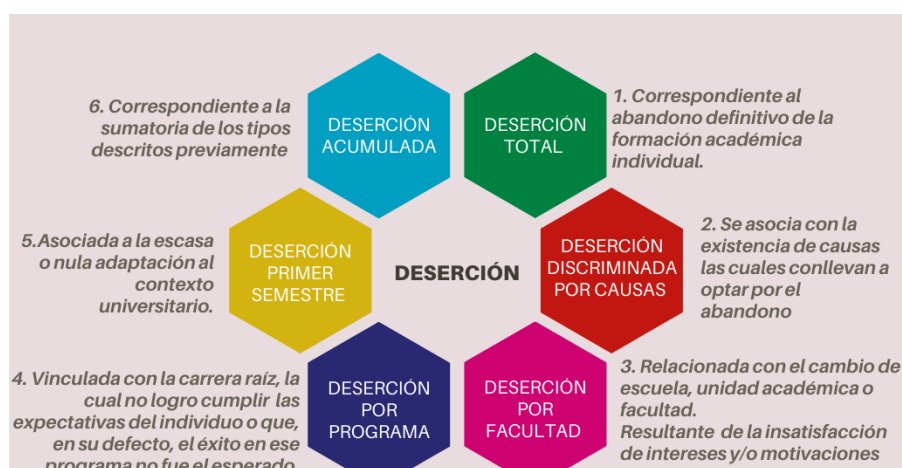 DESERCIÓN
TOTAL
1. Correspondiente al
abandono definitivo de la
formación académica
individual.
DESERCIÓN
DISCRIMINADA
POR CAUSAS
2. Se asocia con la
existencia de causas
las cuales conllevan a
optar por el
abandono
DESERCIÓN
POR
FACULTAD
3. Relacionada con el cambio de
escuela, unidad académica o
facultad.
Resultante de la insatisfacción
de intereses y/o motivaciones
DESERCIÓN
POR
PROGRAMA
4. Vinculada con la carrera raíz, la
cual no logro cumplir las
expectativas del individuo o que,
en su defecto, el éxito en ese
programa no fue el esperado.
DESERCIÓN
PRIMER
SEMESTRE
5.Asociada a la escasa
o nula adaptación al
contexto
universitario.
DESERCIÓN
ACUMULADA
6. Correspondiente a la
sumatoria de los tipos
descritos previamente
DESERCIÓN